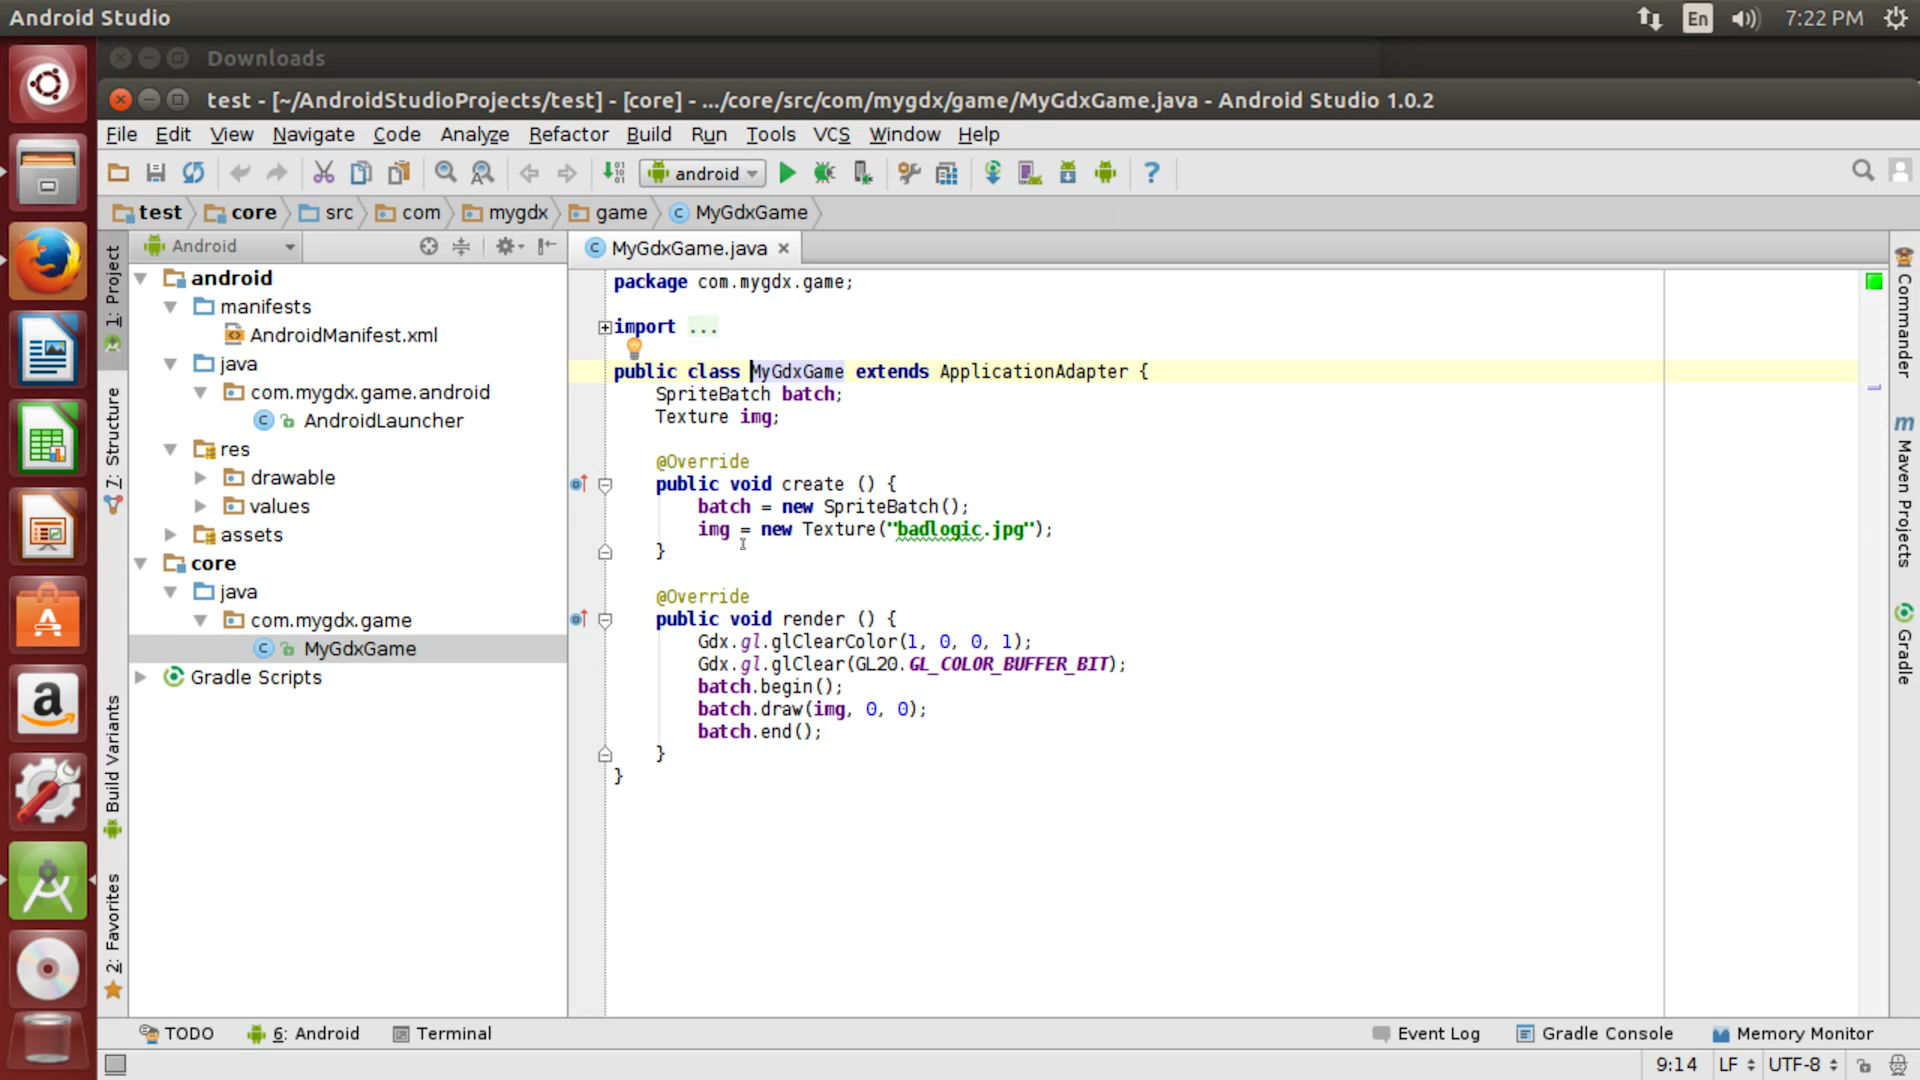 Android Studio
En
7:22 PM
Downloads
test - [~/AndroidStudioProjects/test] - [core] - .../core/src/com/mygdx/game/MyGdxGame.java - Android Studio 1.0.2
File Edit View Navigate Code Analyze Refactor Build Run Tools VCS Window Help
android
?
test core src com mygdx game MyGdxGame
1: Project
7: Structure
Build Variants
2: Favorites
Android
android
manifests
AndroidManifest.xml
java
com.mygdx.game.android
AndroidLauncher
res
drawable
values
assets
core
java
com.mygdx.game
MyGdxGame
Gradle Scripts
MyGdxGame.java
package com.mygdx.game;
import ...
public class MyGdxGame extends ApplicationAdapter {
SpriteBatch batch;
Texture img;
@Override
public void create () {
batch = new SpriteBatch();
img = new Texture("badlogic.jpg");
}
@Override
public void render () {
Gdx.gl.glClearColor(1, 0, 0, 1);
Gdx.gl.glClear(GL20.GL_COLOR_BUFFER_BIT);
batch.begin();
batch.draw(img, 0, 0);
batch.end();
}
}
Commander
Maven Projects
Gradle
TODO 6: Android Terminal Event Log Gradle Console Memory Monitor
9:14 LF UTF-8